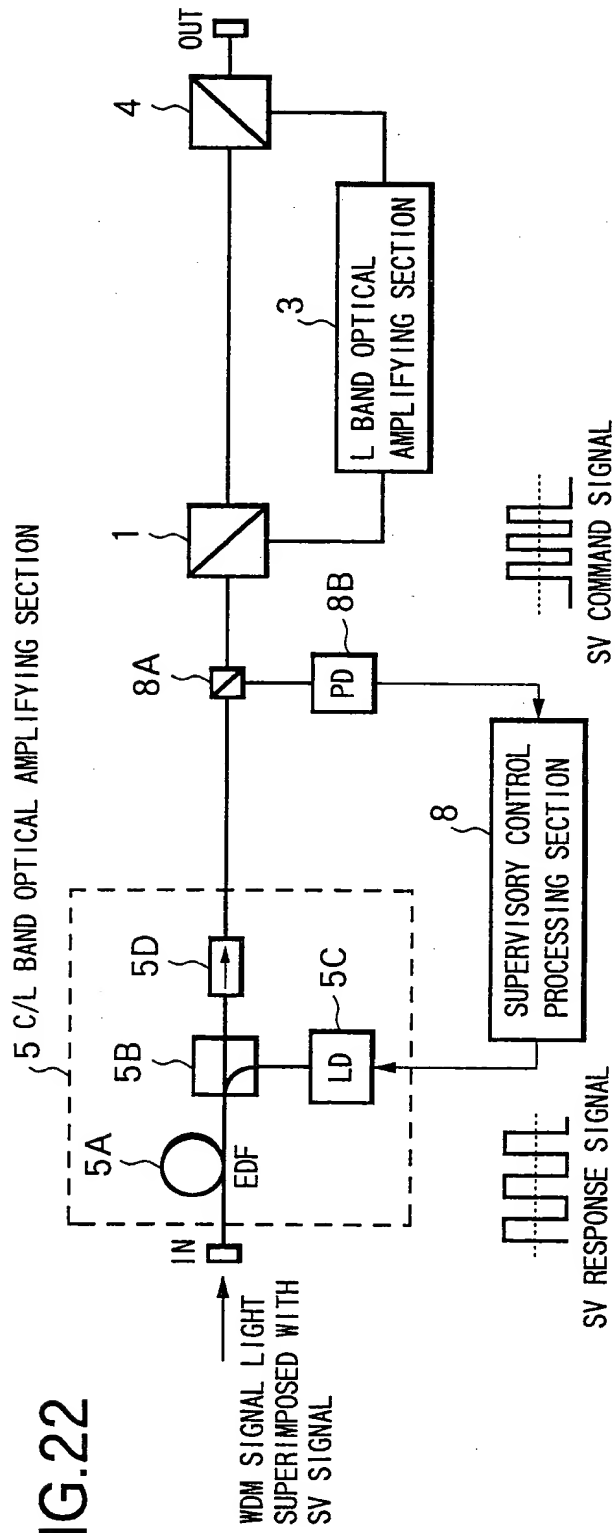 IG.22
5 C/L BAND OPTICAL AMPLIFYING SECTION
5A
5B
5D
5C
EDF
LD
IN
WDM SIGNAL LIGHT
SUPERIMPOSED WITH
SV SIGNAL
8A
8B
PD
1
4
OUT
3
L BAND OPTICAL
AMPLIFYING SECTION
8
SUPERVISORY CONTROL
PROCESSING SECTION
SV RESPONSE SIGNAL
SV COMMAND SIGNAL